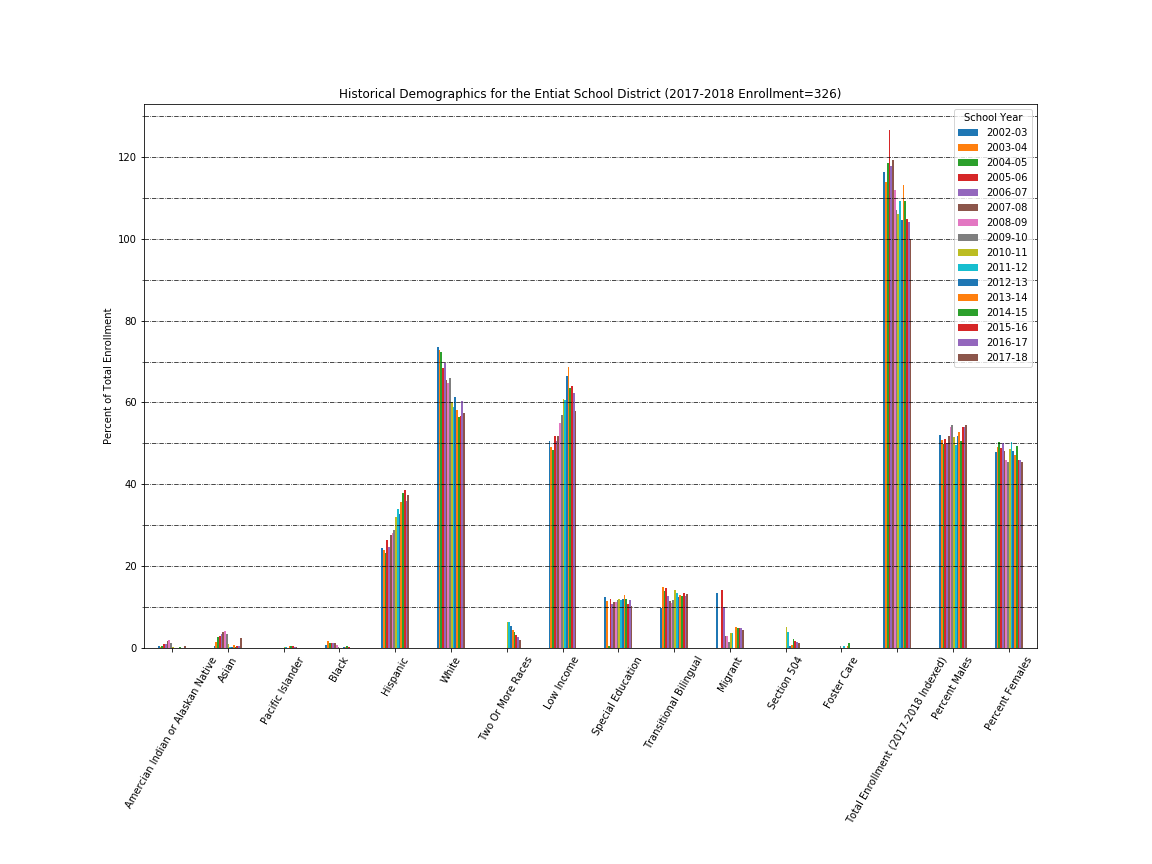 Historical Demographics for the Entiat School District (2017-2018 Enrollment=326)
Percent of Total Enrollment
120
100
80
60
40
20
0
School Year
2002-03
2003-04
2004-05
2005-06
2006-07
2007-08
2008-09
2009-10
2010-11
2011-12
2012-13
2013-14
2014-15
2015-16
2016-17
2017-18
Amercian Indian or Alaskan Native
Asian
Pacific Islander
Black
Hispanic
White
Two Or More Races
Low Income
Special Education
Transitional Bilingual
Migrant
Section 504
Foster Care
Total Enrollment (2017-2018 Indexed)
Percent Males
Percent Females